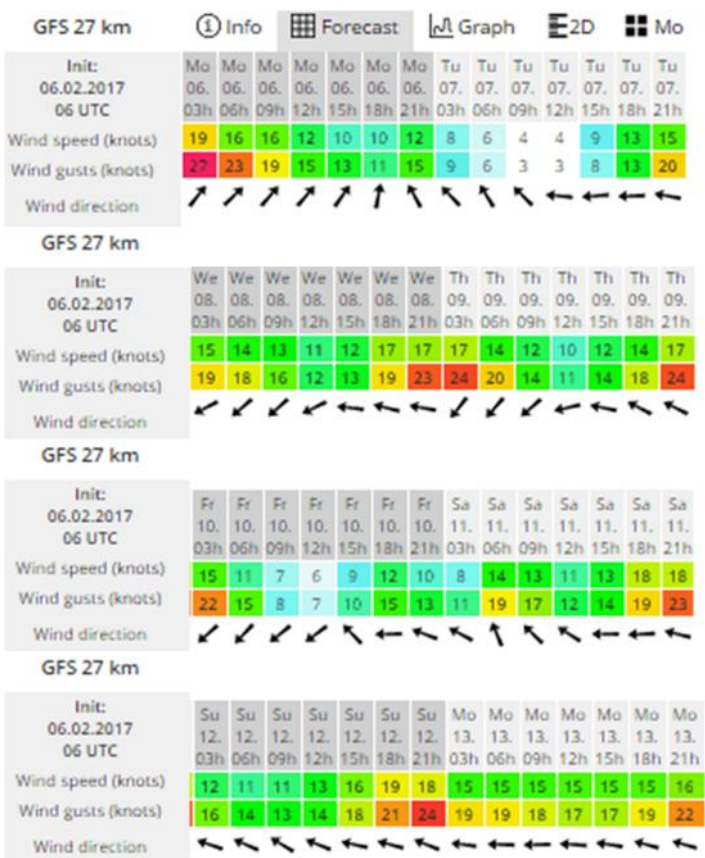 GFS 27 km Info Forecast Graph 2D Mo
Init: Mo Mo Mo Mo Mo Mo Mo Tu Tu Tu Tu Tu Tu Tu
06.02.2017 06. 06. 06. 06. 06. 06. 06. 07. 07. 07. 07. 07. 07. 07.
06 UTC 03h 06h 09h 12h 15h 18h 21h 03h 06h 09h 12h 15h 18h 21h
Wind speed (knots) 19 16 16 12 10 10 12 8 6 4 4 9 13 15
Wind gusts (knots) 27 23 19 15 13 11 15 9 6 3 3 8 13 20
Wind direction
GFS 27 km
Init: We We We We We We We Th Th Th Th Th Th Th
06.02.2017 08. 08. 08. 08. 08. 08. 08. 09. 09. 09. 09. 09. 09. 09.
06 UTC 03h 06h 09h 12h 15h 18h 21h 03h 06h 09h 12h 15h 18h 21h
Wind speed (knots) 15 14 13 11 12 17 17 17 14 12 10 12 14 17
Wind gusts (knots) 19 18 16 12 13 19 23 24 20 14 11 14 18 24
Wind direction
GFS 27 km
Init: Fr Fr Fr Fr Fr Fr Fr Sa Sa Sa Sa Sa Sa Sa
06.02.2017 10. 10. 10. 10. 10. 10. 10. 11. 11. 11. 11. 11. 11. 11.
06 UTC 03h 06h 09h 12h 15h 18h 21h 03h 06h 09h 12h 15h 18h 21h
Wind speed (knots) 15 11 7 6 9 12 10 8 14 13 11 13 18 18
Wind gusts (knots) 22 15 8 7 10 15 13 11 19 17 12 14 19 23
Wind direction
GFS 27 km
Init: Su Su Su Su Su Su Su Mo Mo Mo Mo Mo Mo Mo
06.02.2017 12. 12. 12. 12. 12. 12. 12. 13. 13. 13. 13. 13. 13. 13.
06 UTC 03h 06h 09h 12h 15h 18h 21h 03h 06h 09h 12h 15h 18h 21h
Wind speed (knots) 12 11 11 13 16 19 18 15 15 15 15 15 15 16
Wind gusts (knots) 16 14 13 14 18 21 24 19 19 18 17 17 19 22
Wind direction